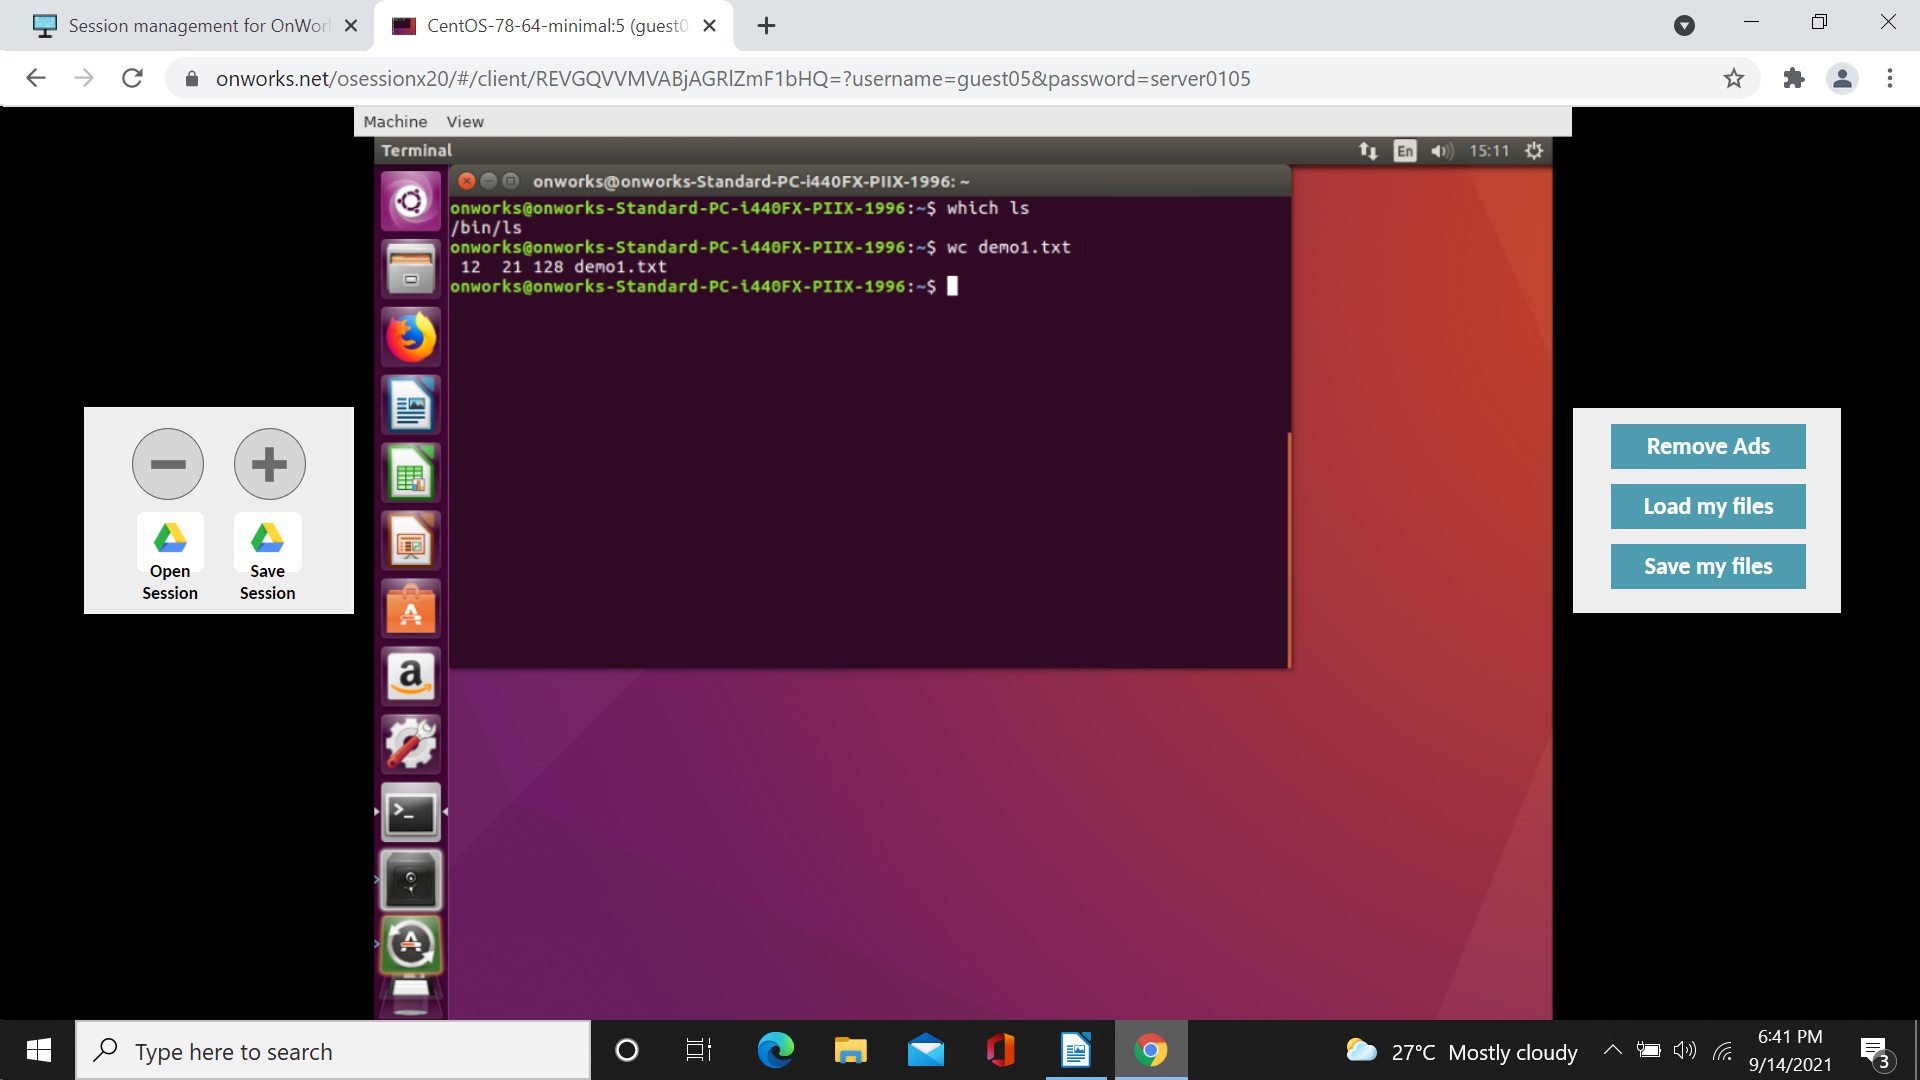 Session management for OnWor
CentOS-78-64-minimal:5 (guest0
onworks.net/osessionx20/#/client/REVGQVVMVABjAGRlZmF1bHQ=?username=guest05&password=server0105
Machine View
Terminal
En
15:11
onworks@onworks-Standard-PC-i440FX-PIIX-1996: ~
onworks@onworks-Standard-PC-i440FX-PIIX-1996:~$ which ls
/bin/ls
onworks@onworks-Standard-PC-i440FX-PIIX-1996:~$ wc demo1.txt
12 21 128 demo1.txt
onworks@onworks-Standard-PC-i440FX-PIIX-1996:~$
Open
Session
Save
Session
Remove Ads
Load my files
Save my files
Type here to search
27°C Mostly cloudy
6:41 PM
9/14/2021
3